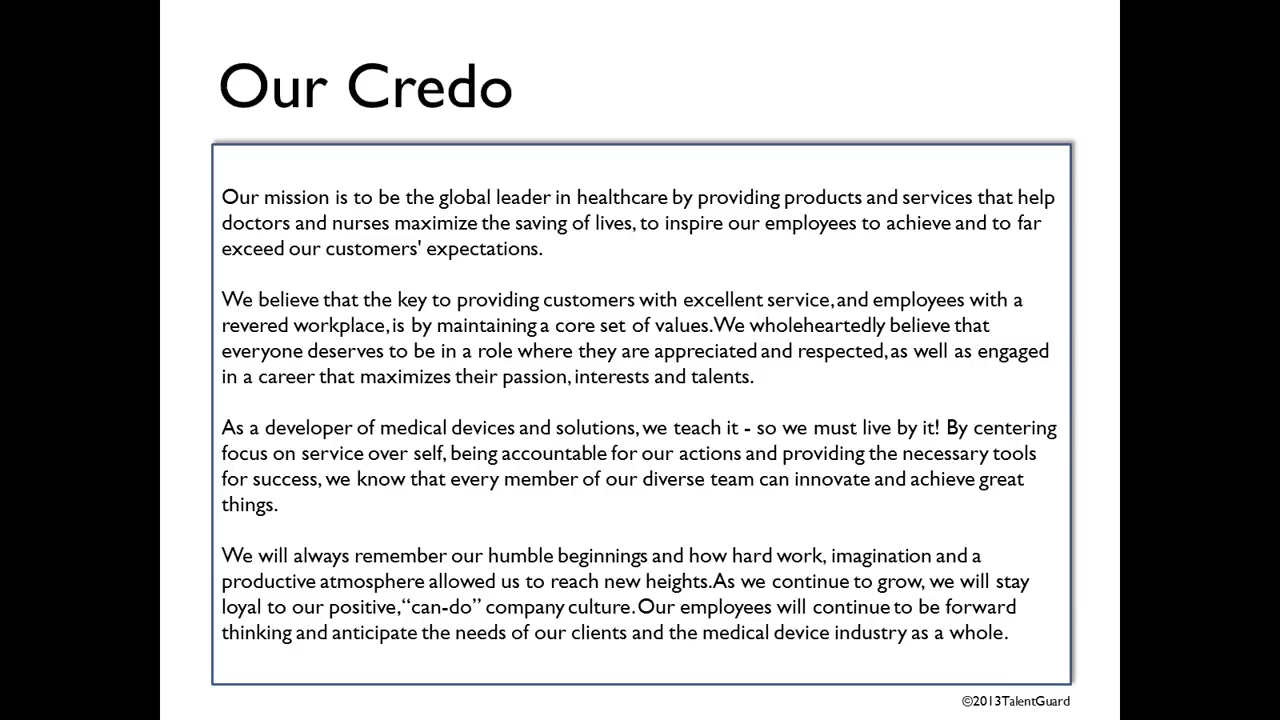 Our Credo
Our mission is to be the global leader in healthcare by providing products and services that help
doctors and nurses maximize the saving of lives, to inspire our employees to achieve and to far
exceed our customers' expectations.
We believe that the key to providing customers with excellent service, and employees with a
revered workplace, is by maintaining a core set of values. We wholeheartedly believe that
everyone deserves to be in a role where they are appreciated and respected, as well as engaged
in a career that maximizes their passion, interests and talents.
As a developer of medical devices and solutions, we teach it - so we must live by it! By centering
focus on service over self, being accountable for our actions and providing the necessary tools
for success, we know that every member of our diverse team can innovate and achieve great
things.
We will always remember our humble beginnings and how hard work, imagination and a
productive atmosphere allowed us to reach new heights. As we continue to grow, we will stay
loyal to our positive, “can-do” company culture. Our employees will continue to be forward
thinking and anticipate the needs of our clients and the medical device industry as a whole.
©2013TalentGuard